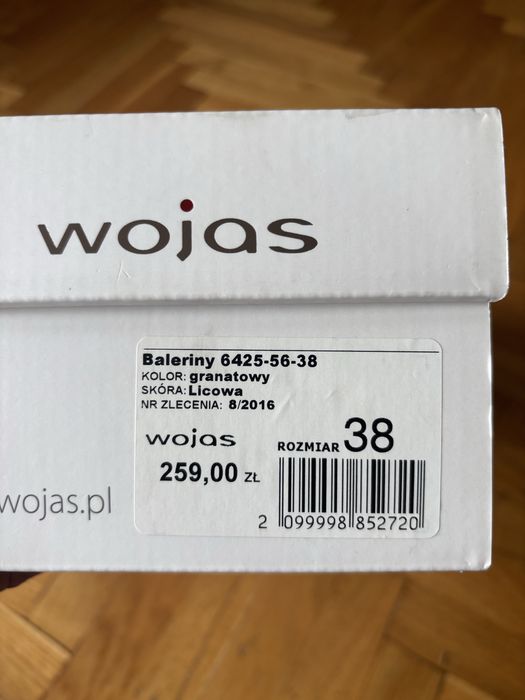 wojas
Baleriny 6425-56-38
KOLOR: granatowy
SKÓRA: Licowa
NR ZLECENIA: 8/2016
wojas
ROZMIAR 38
259,00 ZŁ
2 099998 852720
wojas.pl